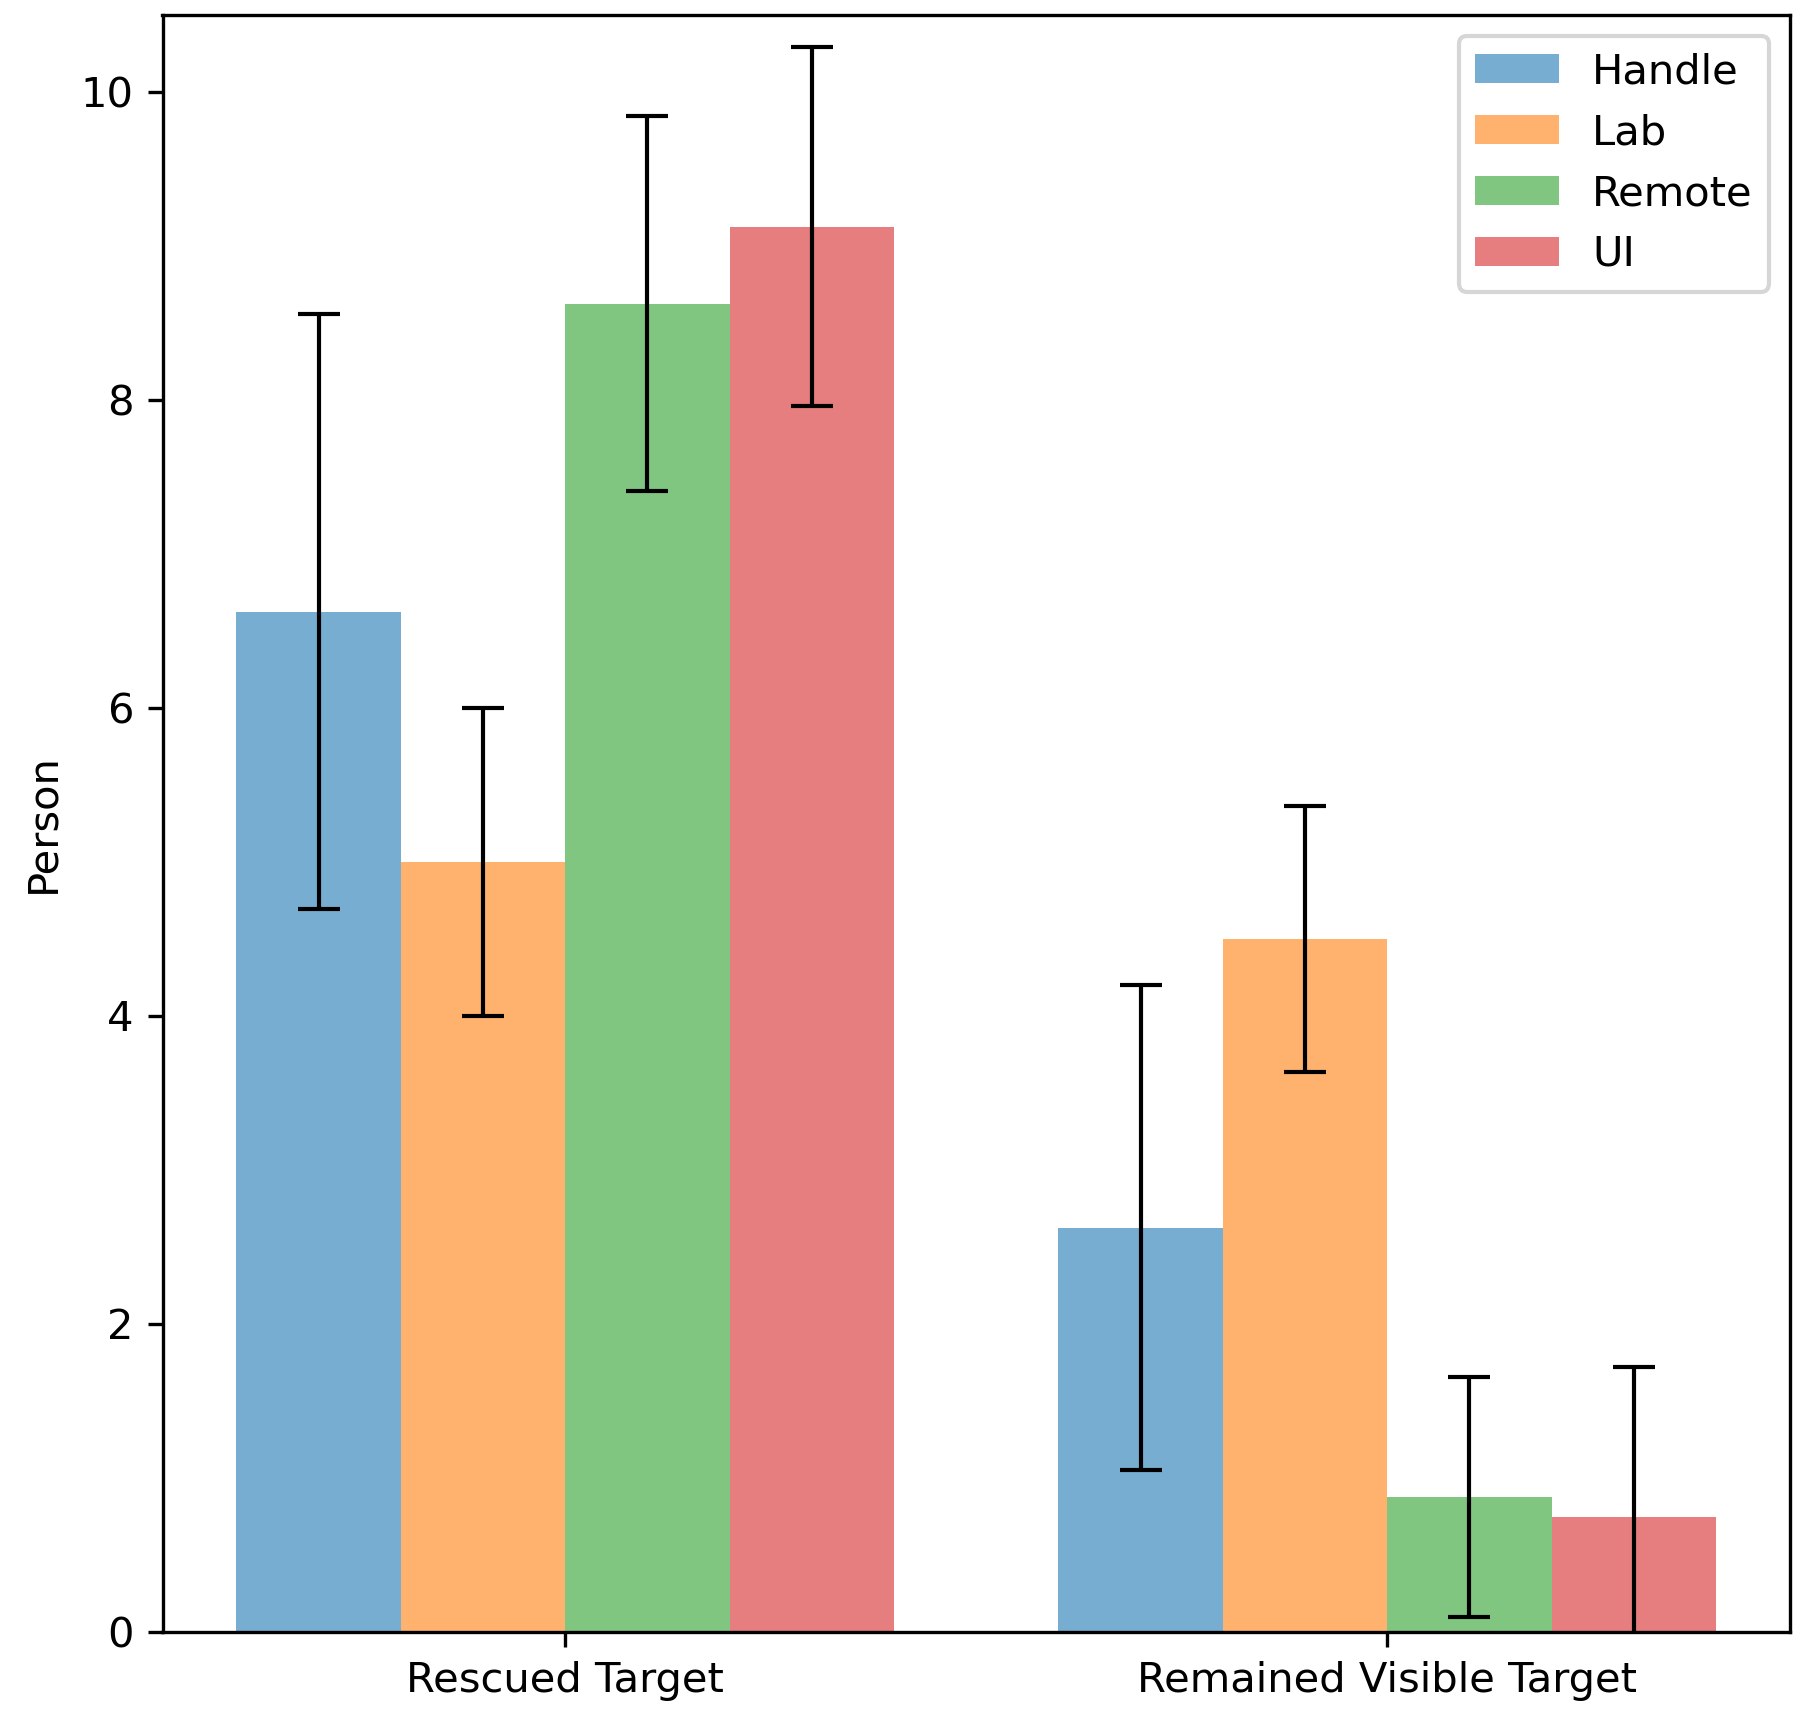 Handle
Lab
Remote
UI
10
8
6
4
2
0
Person
Rescued Target
Remained Visible Target